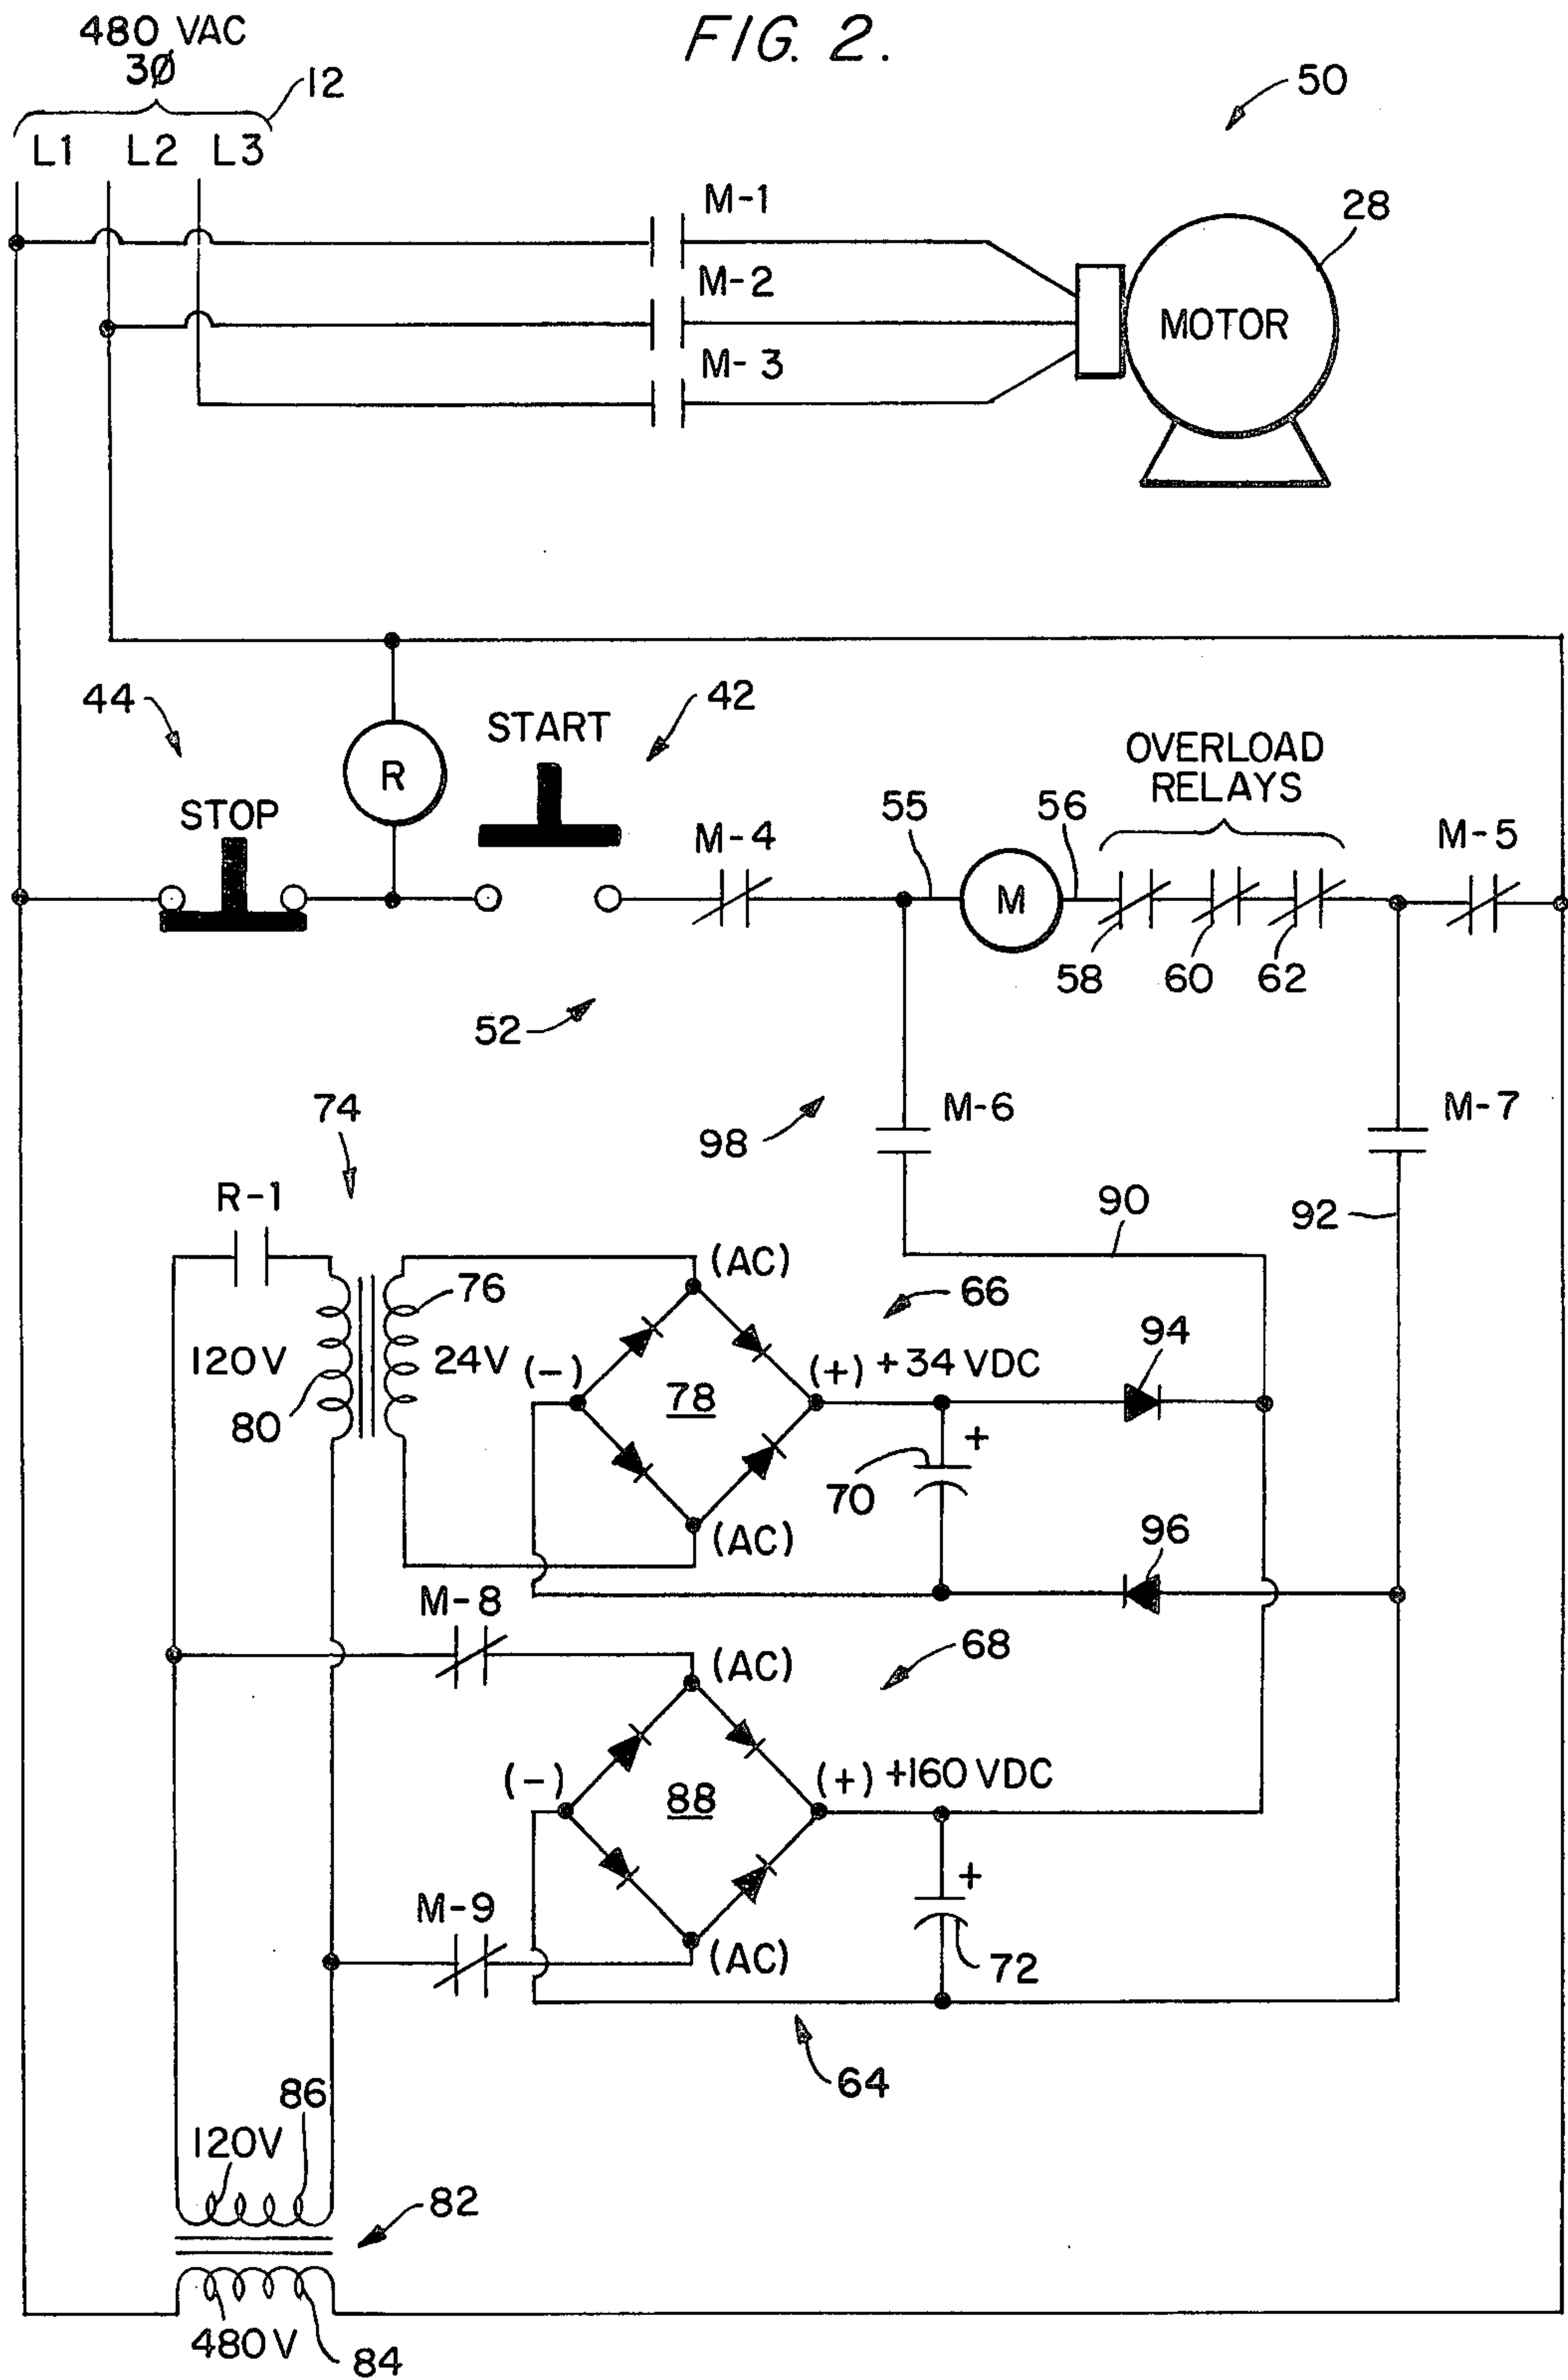 FIG. 2.
480 VAC
3Ø
12
50
L1 L2 L3
M-1
28
M-2
MOTOR
M-3
44
42
START
R
OVERLOAD
RELAYS
STOP
55
56
M-4
M-5
M
58
60
62
52
74
M-6
M-7
98
R-1
90
92
(AC)
76
66
94
120V
24V
(-)
(+)
+34 VDC
78
80
+
70
(AC)
96
M-8
68
(AC)
(-)
(+)
+160 VDC
88
+
M-9
(AC)
72
64
86
120V
82
480V
84